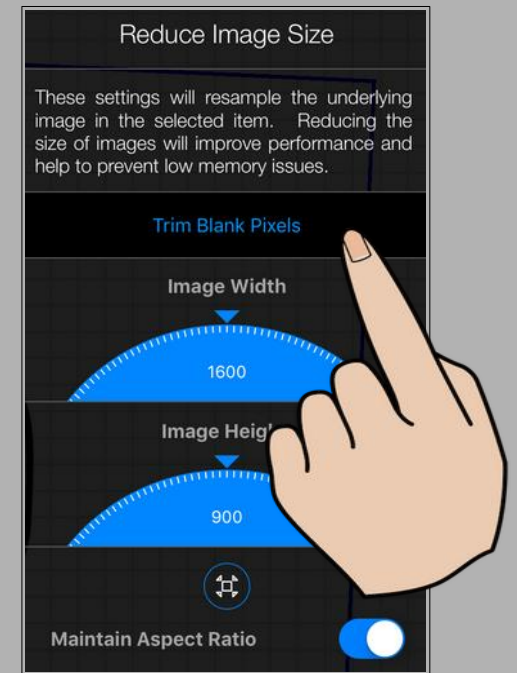 Reduce Image Size
These settings will resample the underlying
image in the selected item. Reducing the
size of images will improve performance and
help to prevent low memory issues.
Trim Blank Pixels
Image Width
1600
Image Heig
900
Maintain Aspect Ratio